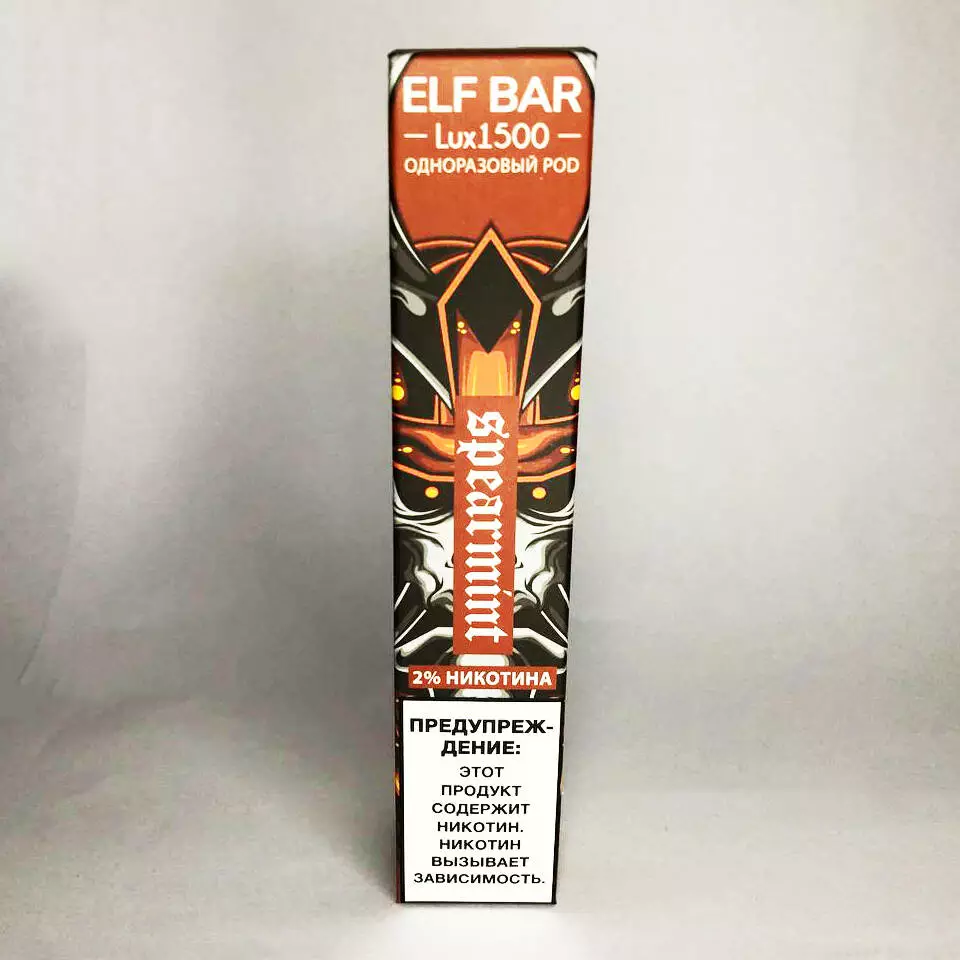 ELF BAR
— Lux1500 —
ОДНОРАЗОВЫЙ POD
Spearmint
2% НИКОТИНА
ПРЕДУПРЕЖ-
ДЕНИЕ:
ЭТОТ
ПРОДУКТ
СОДЕРЖИТ
НИКОТИН.
НИКОТИН
ВЫЗЫВАЕТ
ЗАВИСИМОСТЬ.